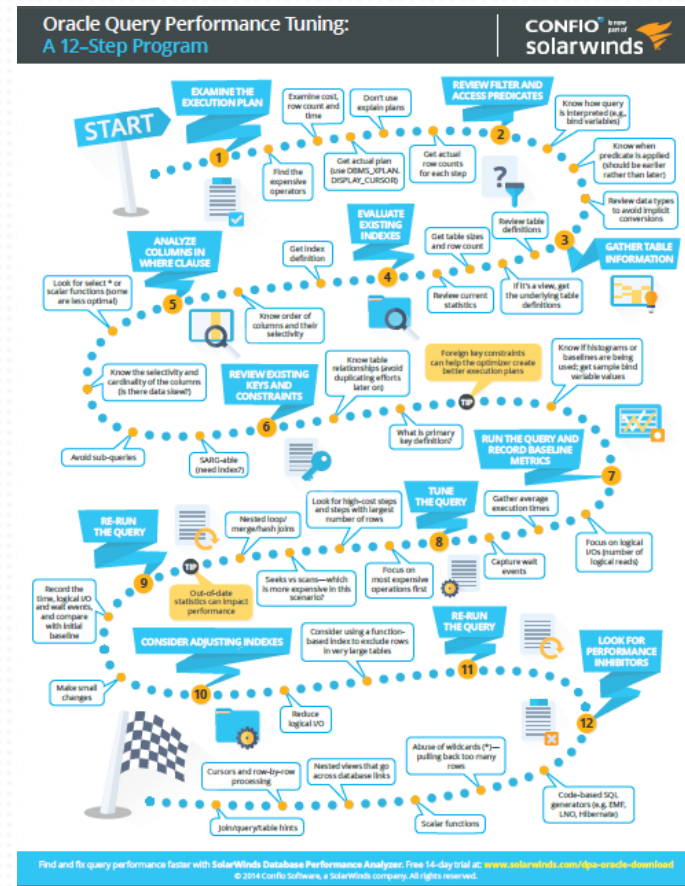 Oracle Query Performance Tuning:
A 12–Step Program
CONFIO
is now
part of
solarwinds
START
EXAMINE THE
EXECUTION PLAN
1
Find the
expensive
operators
Examine cost,
row count and
time
Get actual plan
(use DBMS_XPLAN.
DISPLAY_CURSOR)
Don't use
explain plans
Get actual
row counts
for each step
REVIEW FILTER AND
ACCESS PREDICATES
2
Know how query
is interpreted (e.g.,
bind variables)
Know when
predicate is applied
(should be earlier
rather than later)
Review data types
to avoid implicit
conversions
?
3
GATHER TABLE
INFORMATION
If it's a view, get
the underlying table
definitions
Review table
definitions
Get table sizes
and row count
Review current
statistics
EVALUATE
EXISTING
INDEXES
4
Get index
definition
Know order of
columns and their
selectivity
ANALYZE
COLUMNS IN
WHERE CLAUSE
5
Look for select * or
scalar functions (some
are less optimal)
Know the selectivity and
cardinality of the columns
(is there data skew?)
Avoid sub-queries
SARG-able
(need index?)
REVIEW EXISTING
KEYS AND
CONSTRAINTS
6
Know table
relationships (avoid
duplicating efforts
later on)
What is primary
key definition?
Foreign key constraints
can help the optimizer create
better execution plans
TIP
Know if histograms or
baselines are being
used; get sample bind
variable values
RUN THE QUERY AND
RECORD BASELINE
METRICS
7
Focus on logical
I/Os (number of
logical reads)
Gather average
execution times
Capture wait
events
TUNE
THE QUERY
8
Focus on
most expensive
operations first
Look for high-cost steps
and steps with largest
number of rows
Seeks vs scans—which
is more expensive in this
scenario?
Nested loop/
merge/hash joins
TIP
Out-of-date
statistics can impact
performance
RE-RUN
THE QUERY
9
Record the
time, logical I/O
and wait events,
and compare
with initial
baseline
Make small
changes
CONSIDER ADJUSTING INDEXES
10
Reduce
logical I/O
Consider using a function-
based index to exclude rows
in very large tables
RE-RUN
THE QUERY
11
LOOK FOR
PERFORMANCE
INHIBITORS
12
Code-based SQL
generators (e.g. EMF,
LNO, Hibernate)
Abuse of wildcards (*)—
pulling back too many
rows
Scalar functions
Nested views that go
across database links
Cursors and row-by-row
processing
Join/query/table hints
Find and fix query performance faster with SolarWinds Database Performance Analyzer. Free 14-day trial at: www.solarwinds.com/dpa-oracle-download
© 2014 Confio Software, a SolarWinds company. All rights reserved.